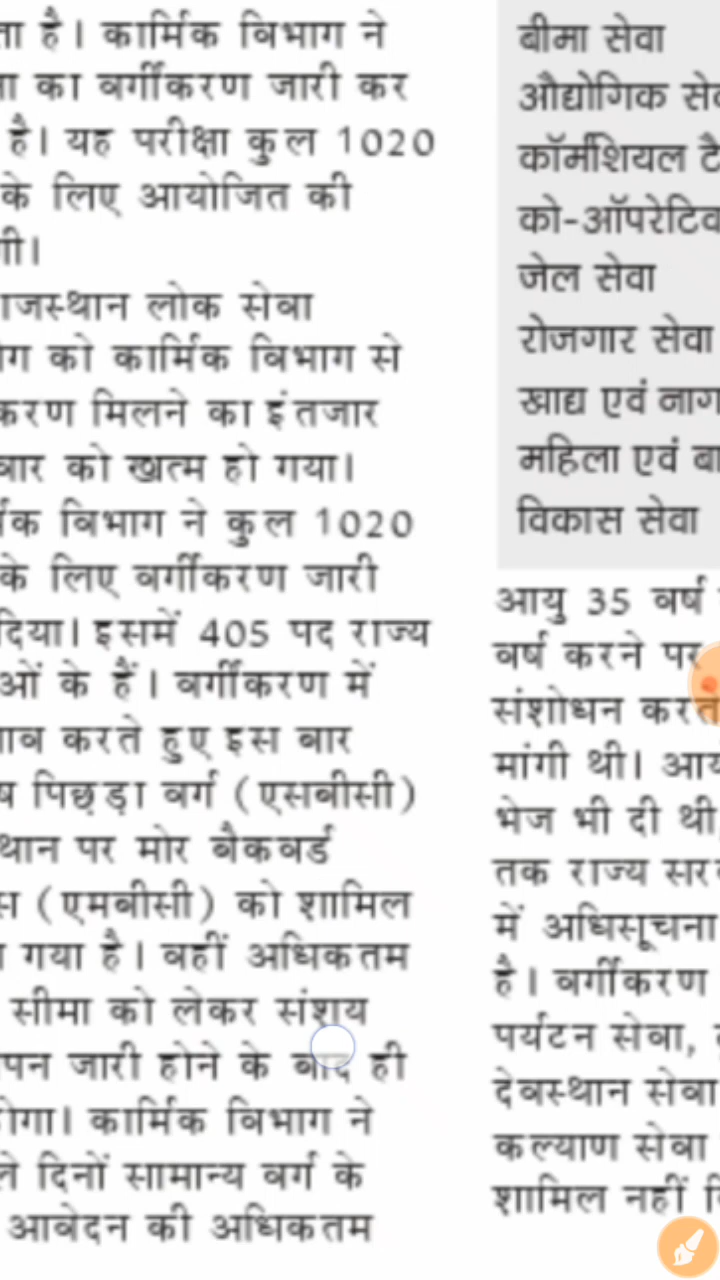 ता है। कार्मिक विभाग ने
का वर्गीकरण जारी कर
है। यह परीक्षा कुल 1020
के लिए आयोजित की
गी।
ाजस्थान लोक सेवा
ग को कार्मिक विभाग से
करण मिलने का इंतजार
वार को खत्म हो गया।
क विभाग ने कुल 1020
के लिए वर्गीकरण जारी
दिया। इसमें 405 पद राज्य
ओं के हैं। वर्गीकरण में
ाव करते हुए इस बार
ष पिछड़ा वर्ग (एसबीसी)
थान पर मोर बैकवर्ड
स (एमबीसी) को शामिल
गया है। वहीं अधिकतम
सीमा को लेकर संशय
पन जारी होने के बाद ही
होगा। कार्मिक विभाग ने
ले दिनों सामान्य वर्ग के
आवेदन की अधिकतम
बीमा सेवा
औद्योगिक सेव
कॉमर्शियल टै
को-ऑपरेटिव
जेल सेवा
रोजगार सेवा
खाद्य एवं नाग
महिला एवं बा
विकास सेवा
आयु 35 वर्ष
वर्ष करने पर
संशोधन करत
मांगी थी। आय
भेज भी दी थी,
तक राज्य सर
में अधिसूचना
है। वर्गीकरण
पर्यटन सेवा,
देवस्थान सेवा
कल्याण सेवा
शामिल नहीं